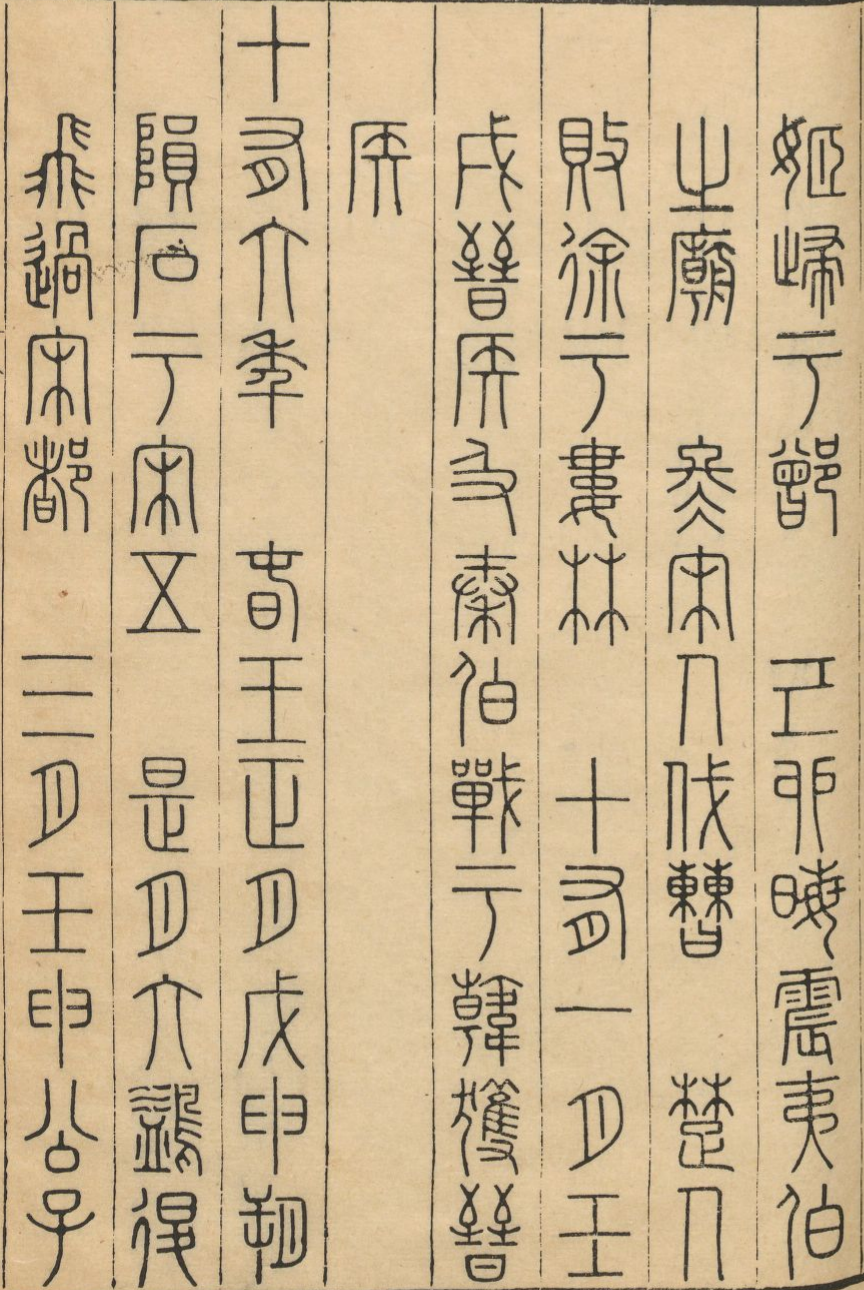 姬歸于鄫　己卯晦震夷伯
之廟　冬宋人伐曹　楚人
敗徐于婁林　十有一月壬
戌晉侯及秦伯戰于韓獲晉
侯
十有六年　春王正月戊申朔
隕石于宋五　是月六鷁退
飛過宋都　三月壬申公子